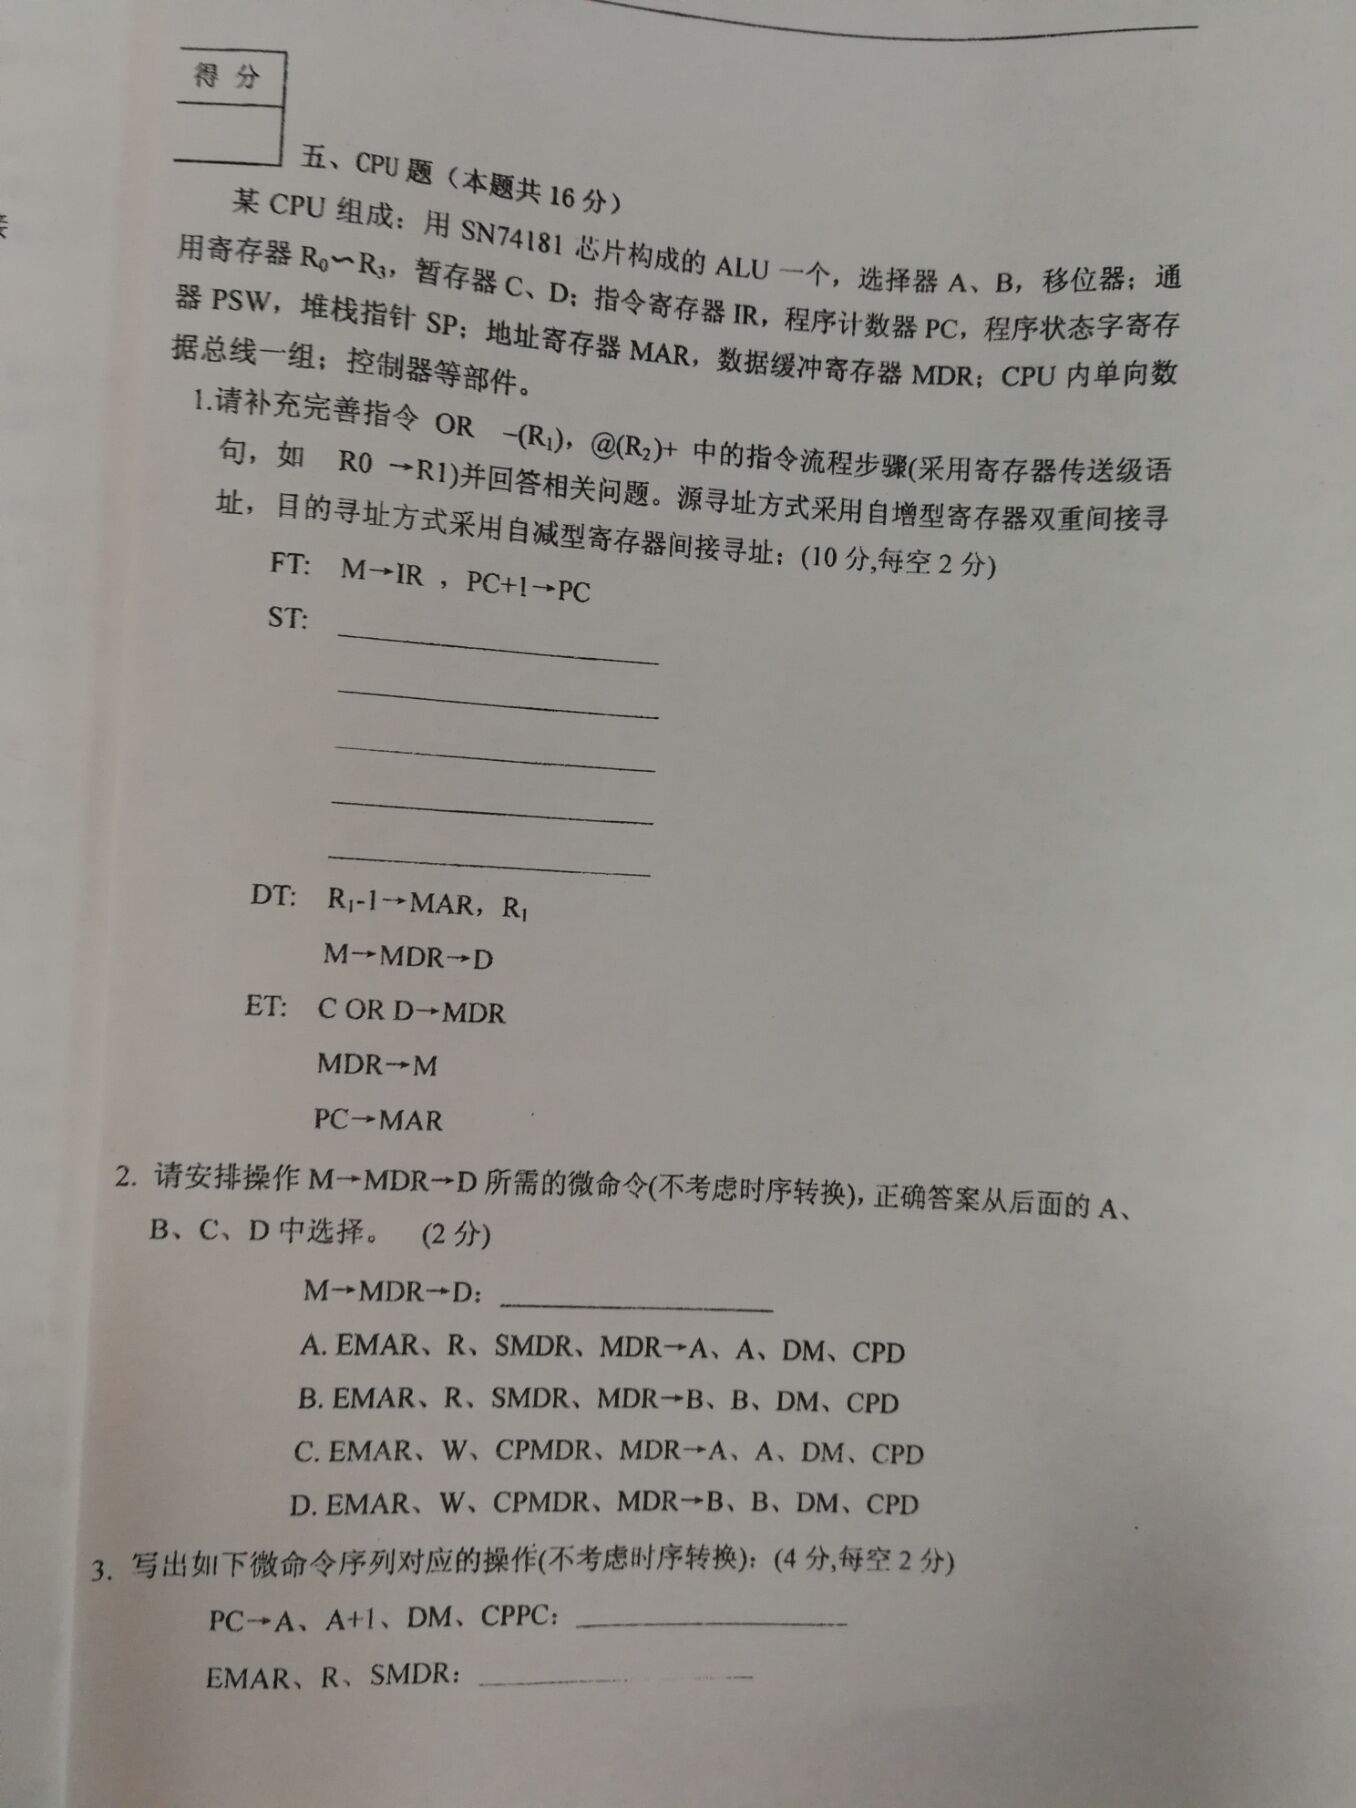 得 分
五、CPU 题（本题共 16 分）
某 CPU 组成：用 SN74181 芯片构成的 ALU 一个，选择器 A、B，移位器；通
用寄存器 R₀∽R₃，暂存器 C、D；指令寄存器 IR，程序计数器 PC，程序状态字寄存
器 PSW，堆栈指针 SP；地址寄存器 MAR，数据缓冲寄存器 MDR；CPU 内单向数
据总线一组；控制器等部件。
1.请补充完善指令 OR –(R₁)，@(R₂)+ 中的指令流程步骤(采用寄存器传送级语
句，如 R0 →R1)并回答相关问题。源寻址方式采用自增型寄存器双重间接寻
址，目的寻址方式采用自减型寄存器间接寻址；(10 分,每空 2 分)
FT: M→IR ，PC+1→PC
ST:
DT: R₁-1→MAR，R₁
M→MDR→D
ET: C OR D→MDR
MDR→M
PC→MAR
2. 请安排操作 M→MDR→D 所需的微命令(不考虑时序转换), 正确答案从后面的 A、
B、C、D 中选择。 (2 分)
M→MDR→D:
A. EMAR、R、SMDR、MDR→A、A、DM、CPD
B. EMAR、R、SMDR、MDR→B、B、DM、CPD
C. EMAR、W、CPMDR、MDR→A、A、DM、CPD
D. EMAR、W、CPMDR、MDR→B、B、DM、CPD
3. 写出如下微命令序列对应的操作(不考虑时序转换)：(4 分,每空 2 分)
PC→A、A+1、DM、CPPC:
EMAR、R、SMDR: